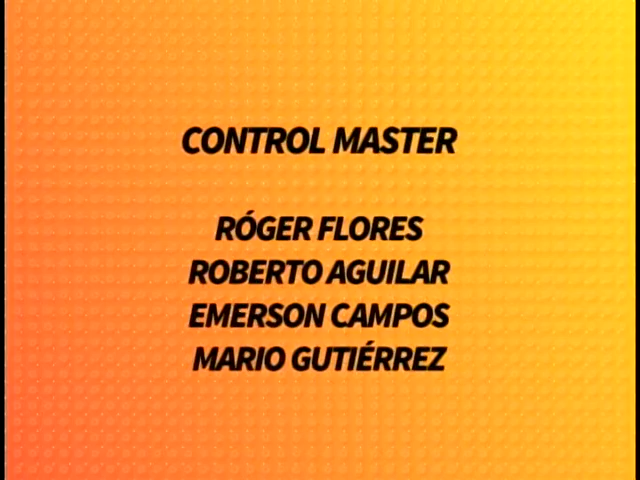 CONTROL MASTER
RÓGER FLORES
ROBERTO AGUILAR
EMERSON CAMPOS
MARIO GUTIÉRREZ